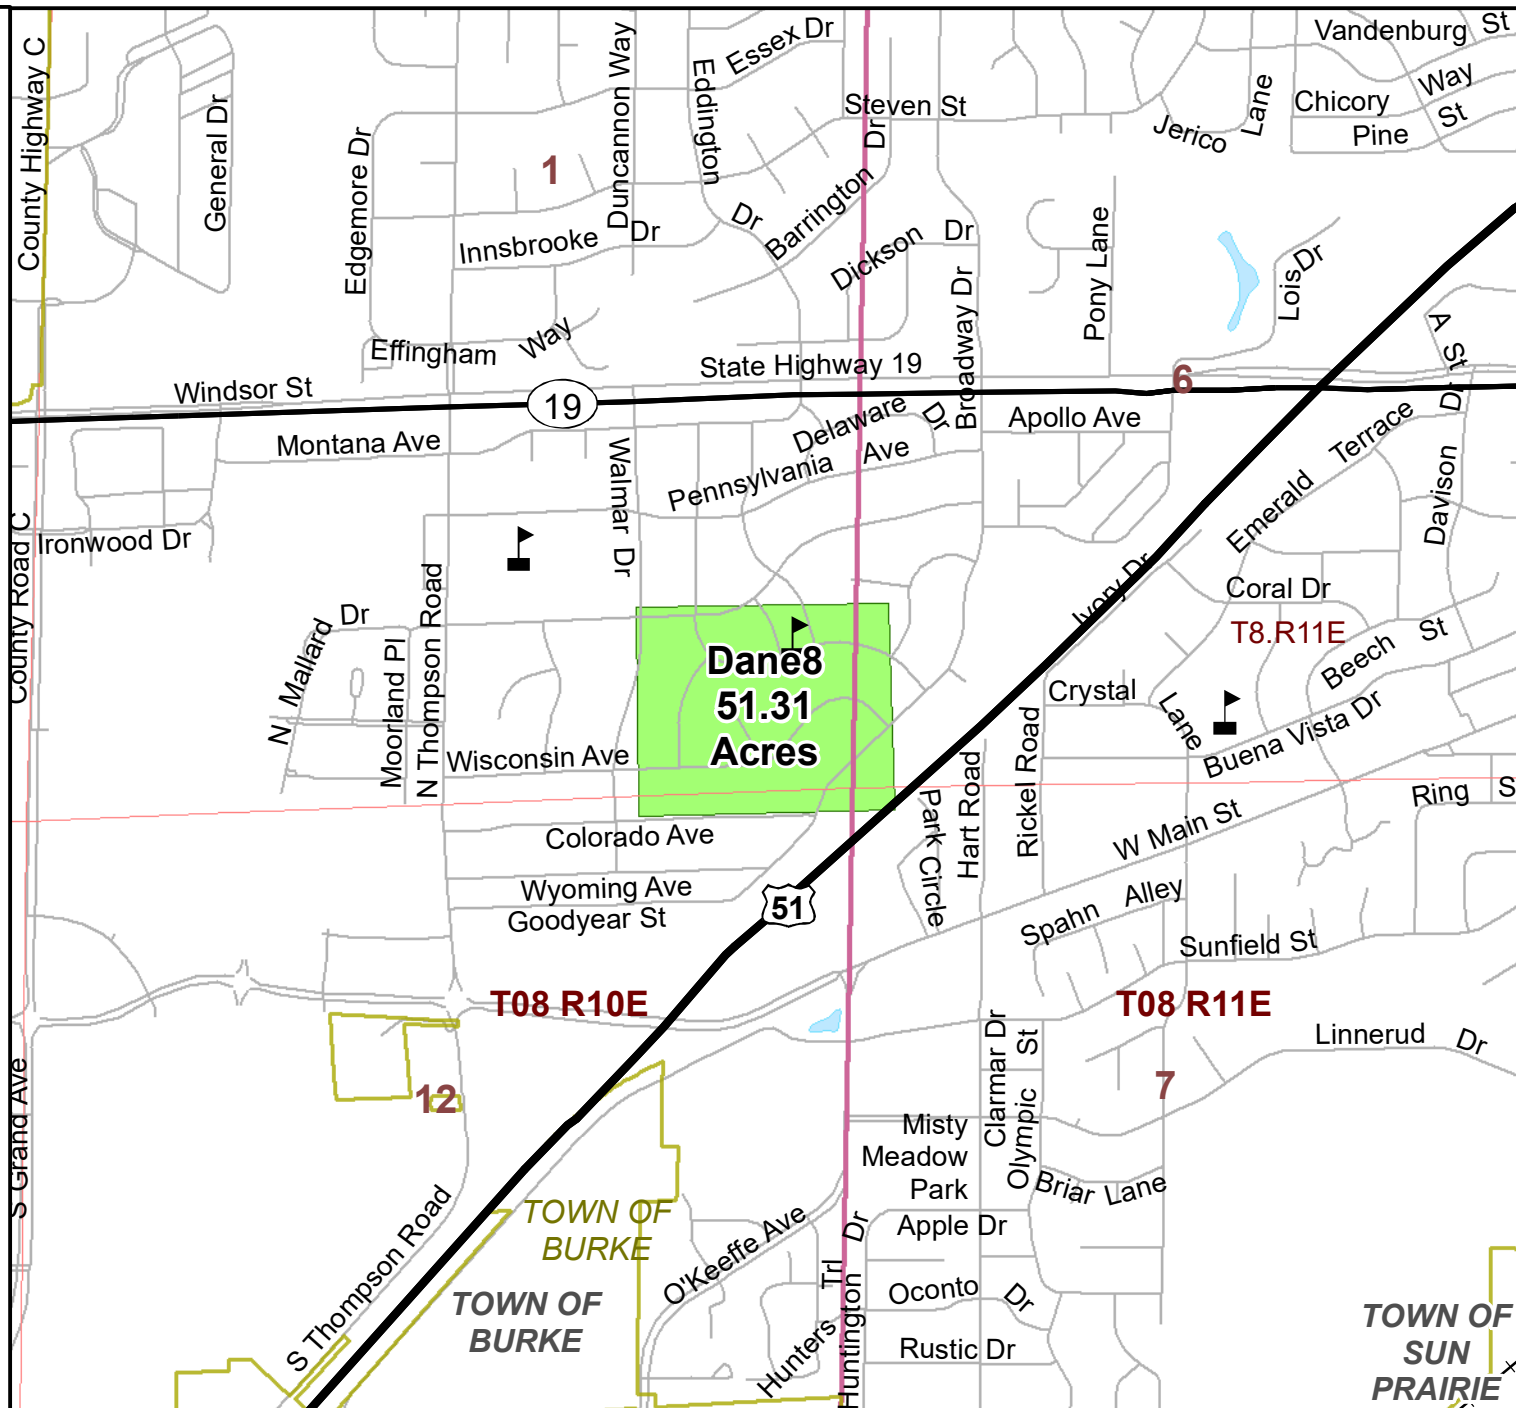 Vandenburg St
Essex Dr
County Highway C
General Dr
Duncannon Way
Eddington
Dr
Steven St
Dr
Jerico
Lane
Chicory Way
Pine St
Edgemore Dr
1
Innsbrooke Dr
Barrington
Dickson Dr
Broadway Dr
Pony Lane
Lois Dr
A St
Effingham Way
State Highway 19
Windsor St
19
6
Montana Ave
Walmar Dr
Delaware Dr
Pennsylvania Ave
Apollo Ave
Emerald Terrace
Davison Dr
Ironwood Dr
County Road C
N Mallard Dr
Moorland Pl
N Thompson Road
Ivory Dr
Coral Dr
T8.R11E
Beech St
Dane8
51.31
Acres
Wisconsin Ave
Crystal
Lane
Buena Vista Dr
Rickel Road
Hart Road
Park Circle
Ring S
Colorado Ave
W Main St
Wyoming Ave
Goodyear St
51
Spahn Alley
Sunfield St
T08 R10E
T08 R11E
Linnerud Dr
Clarmar Dr
Olympic St
12
7
S Grand Ave
Misty
Meadow
Park
Briar Lane
TOWN OF
BURKE
TOWN OF
BURKE
S Thompson Road
O'Keeffe Ave
Hunters Trl
Huntington Dr
Apple Dr
Oconto Dr
Rustic Dr
TOWN OF
SUN
PRAIRIE